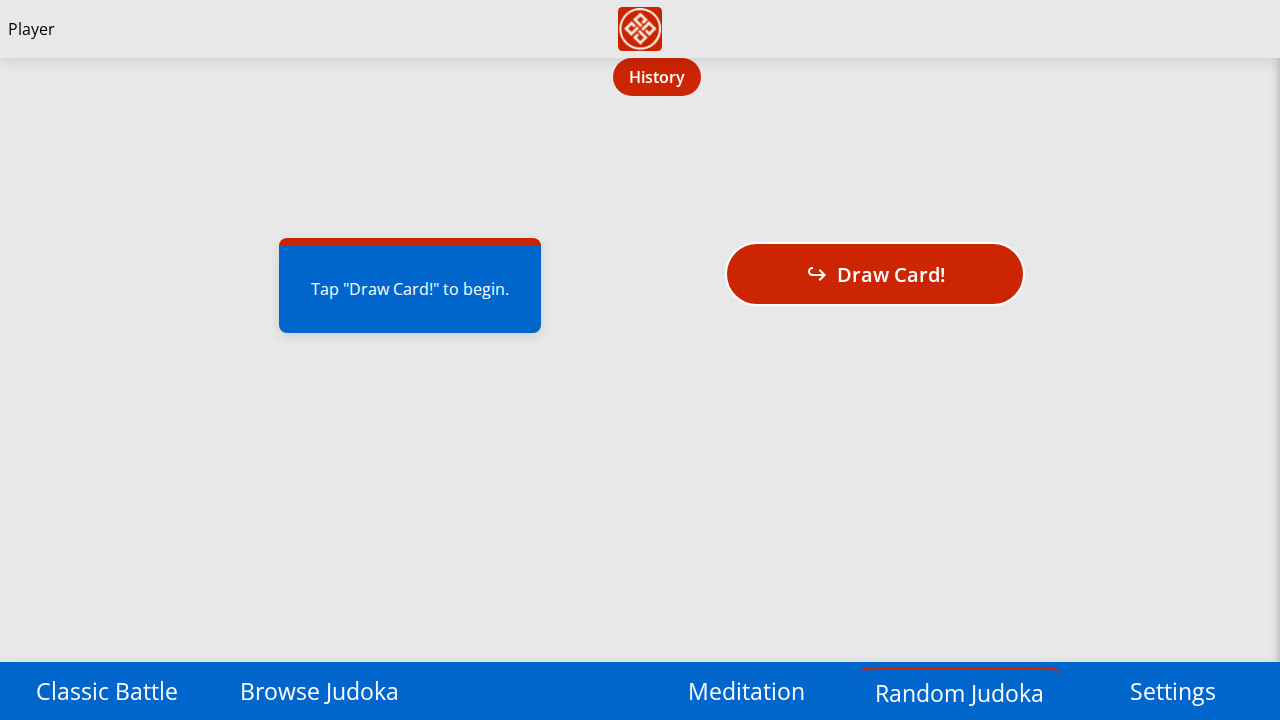 Player
History
Tap "Draw Card!" to begin.
Draw Card!
Classic Battle
Browse Judoka
Meditation
Random Judoka
Settings